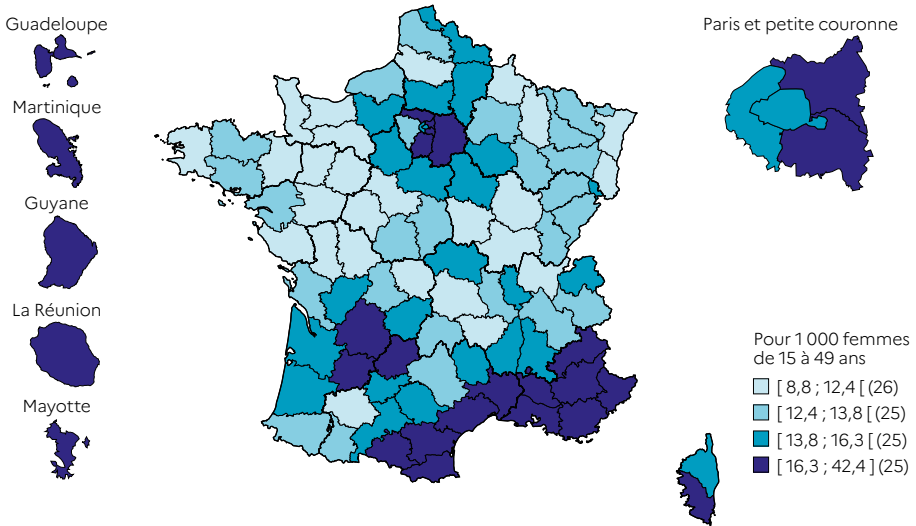 Guadeloupe
Martinique
Guyane
La Réunion
Mayotte
Paris et petite couronne
Pour 1 000 femmes
de 15 à 49 ans
[ 8,8 ; 12,4 [ (26)
[ 12,4 ; 13,8 [ (25)
[ 13,8 ; 16,3 [ (25)
[ 16,3 ; 42,4 ] (25)